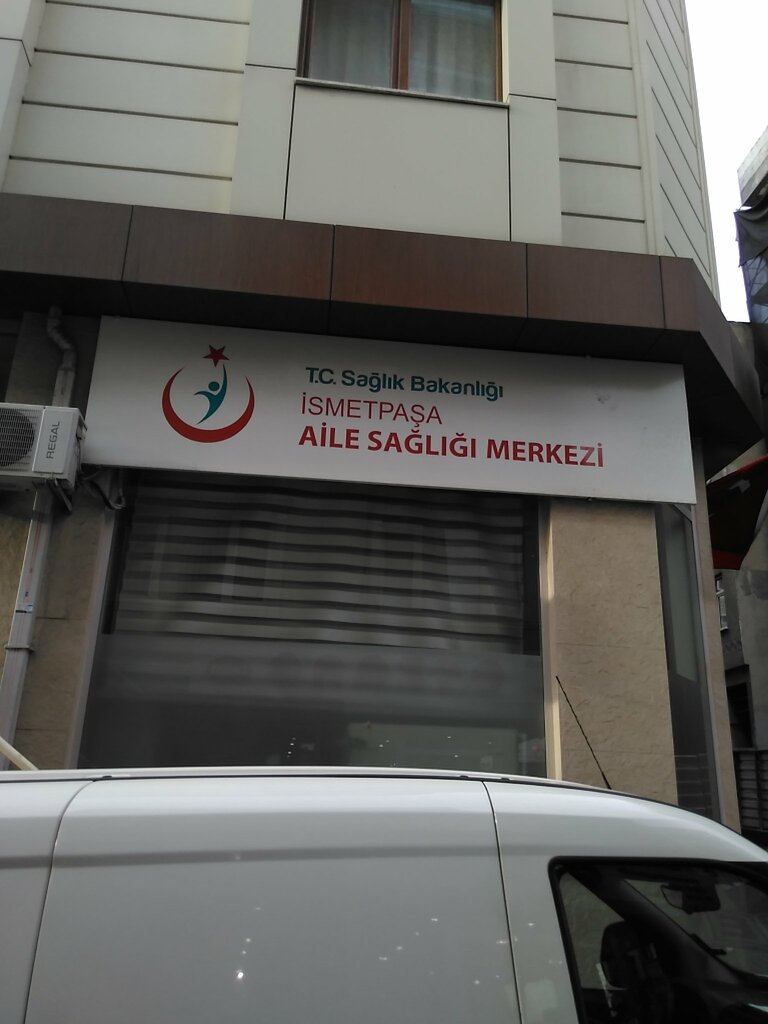 T.C. Sağlık Bakanlığı
İSMETPAŞA
AİLE SAĞLIĞI MERKEZİ
REGAL